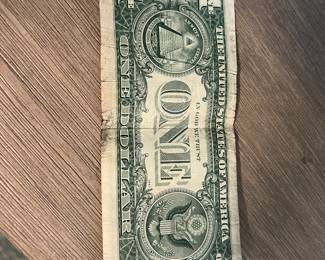 THE UNITED STATES OF AMERICA
IN GOD WE TRUST
ONE
ONE DOLLAR